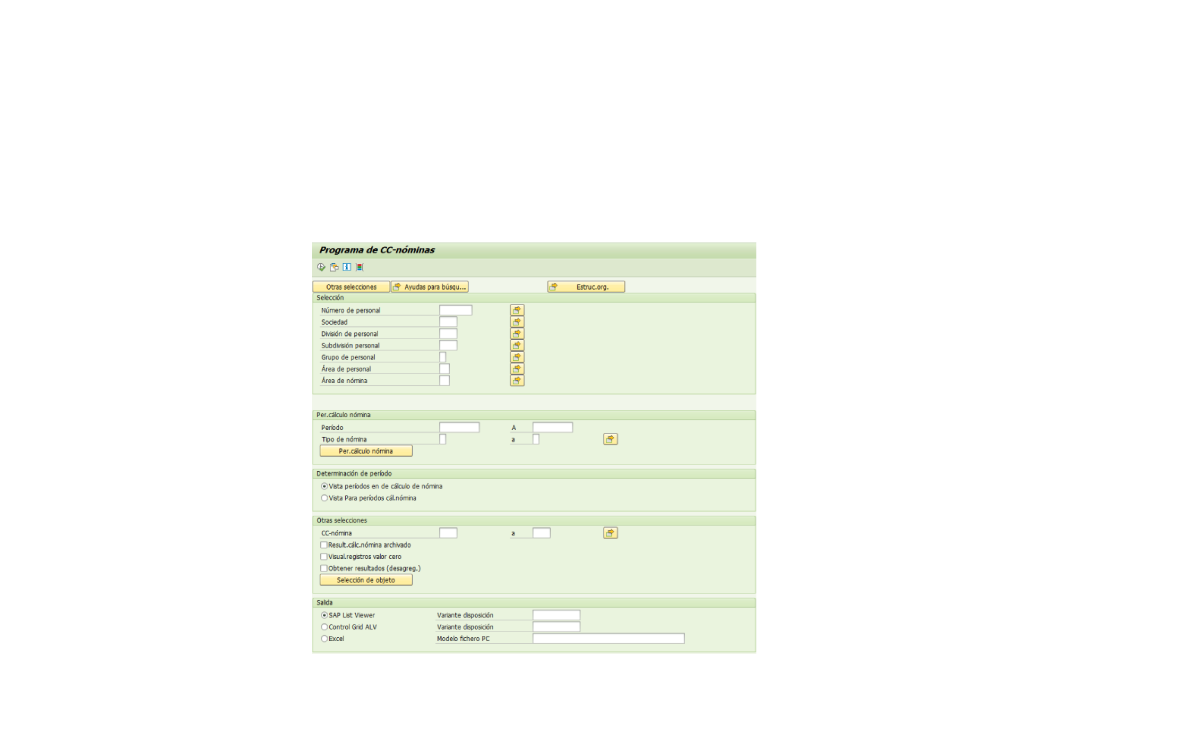 Programa de CC-nóminas
Otras selecciones Ayudas para búsqu... Estruc.org.
Selección
Número de personal
Sociedad
División de personal
Subdivisión personal
Grupo de personal
Área de personal
Área de nómina
Per.cálculo nómina
Período A
Tipo de nómina a
Per.cálculo nómina
Determinación de período
Vista períodos en de cálculo de nómina
Vista Para períodos cál.nómina
Otras selecciones
CC-nómina a
Result.cálc.nómina archivado
Visual.registros valor cero
Obtener resultados (desagreg.)
Selección de objeto
Salida
SAP List Viewer Variante disposición
Control Grid ALV Variante disposición
Excel Modelo fichero PC